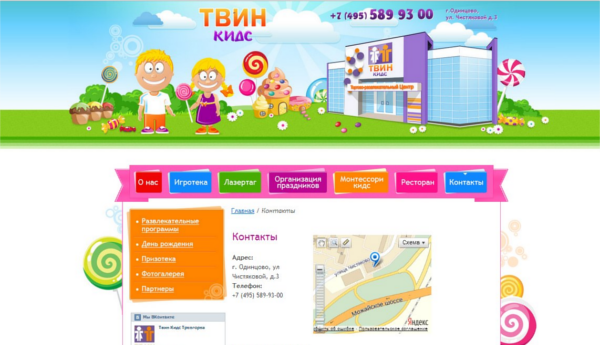 ТВИН
КИДС
+7 (495) 589 93 00
г.Одинцово,
ул. Чистяковой д.3
ТВИН
КИДС
Торгово-развлекательный Центр
О нас
Игротека
Лазертаг
Организация
праздников
Монтессори
кидс
Ресторан
Контакты
Развлекательные
программы
День рождения
Призотека
Фотогалерея
Партнеры
Мы ВКонтакте
Твин Кидс Трехгорка
Главная / Контакты
Контакты
Адрес:
г. Одинцово, ул
Чистяковой, д.3
Телефон:
+7 (495) 589-93-00
Схема
улица Чистяковой
Можайское шоссе
Яндекс
Пользовательское соглашение